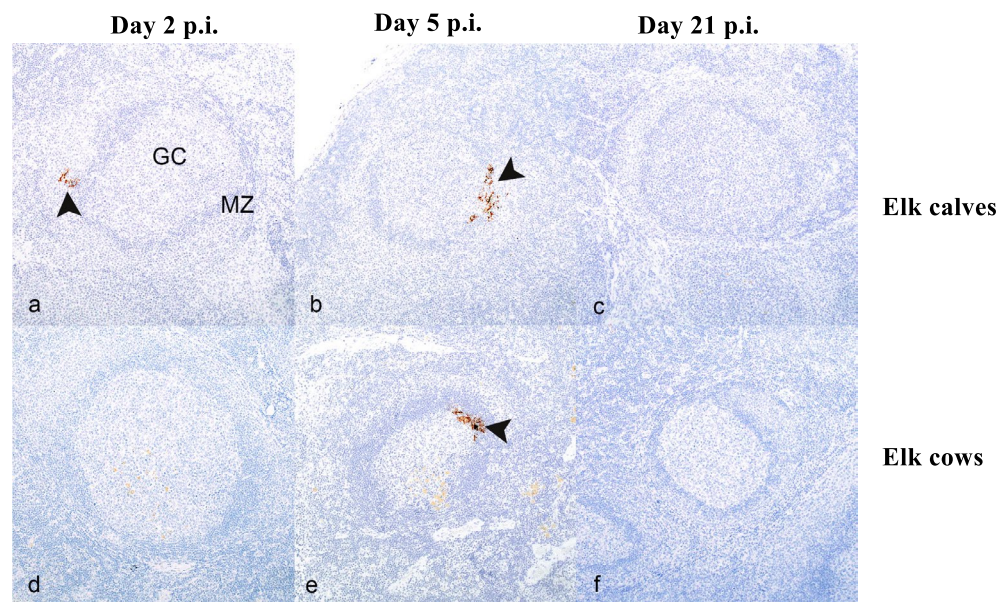 Day 2 p.i.
Day 5 p.i.
Day 21 p.i.
GC
MZ
a
b
c
Elk calves
d
e
f
Elk cows